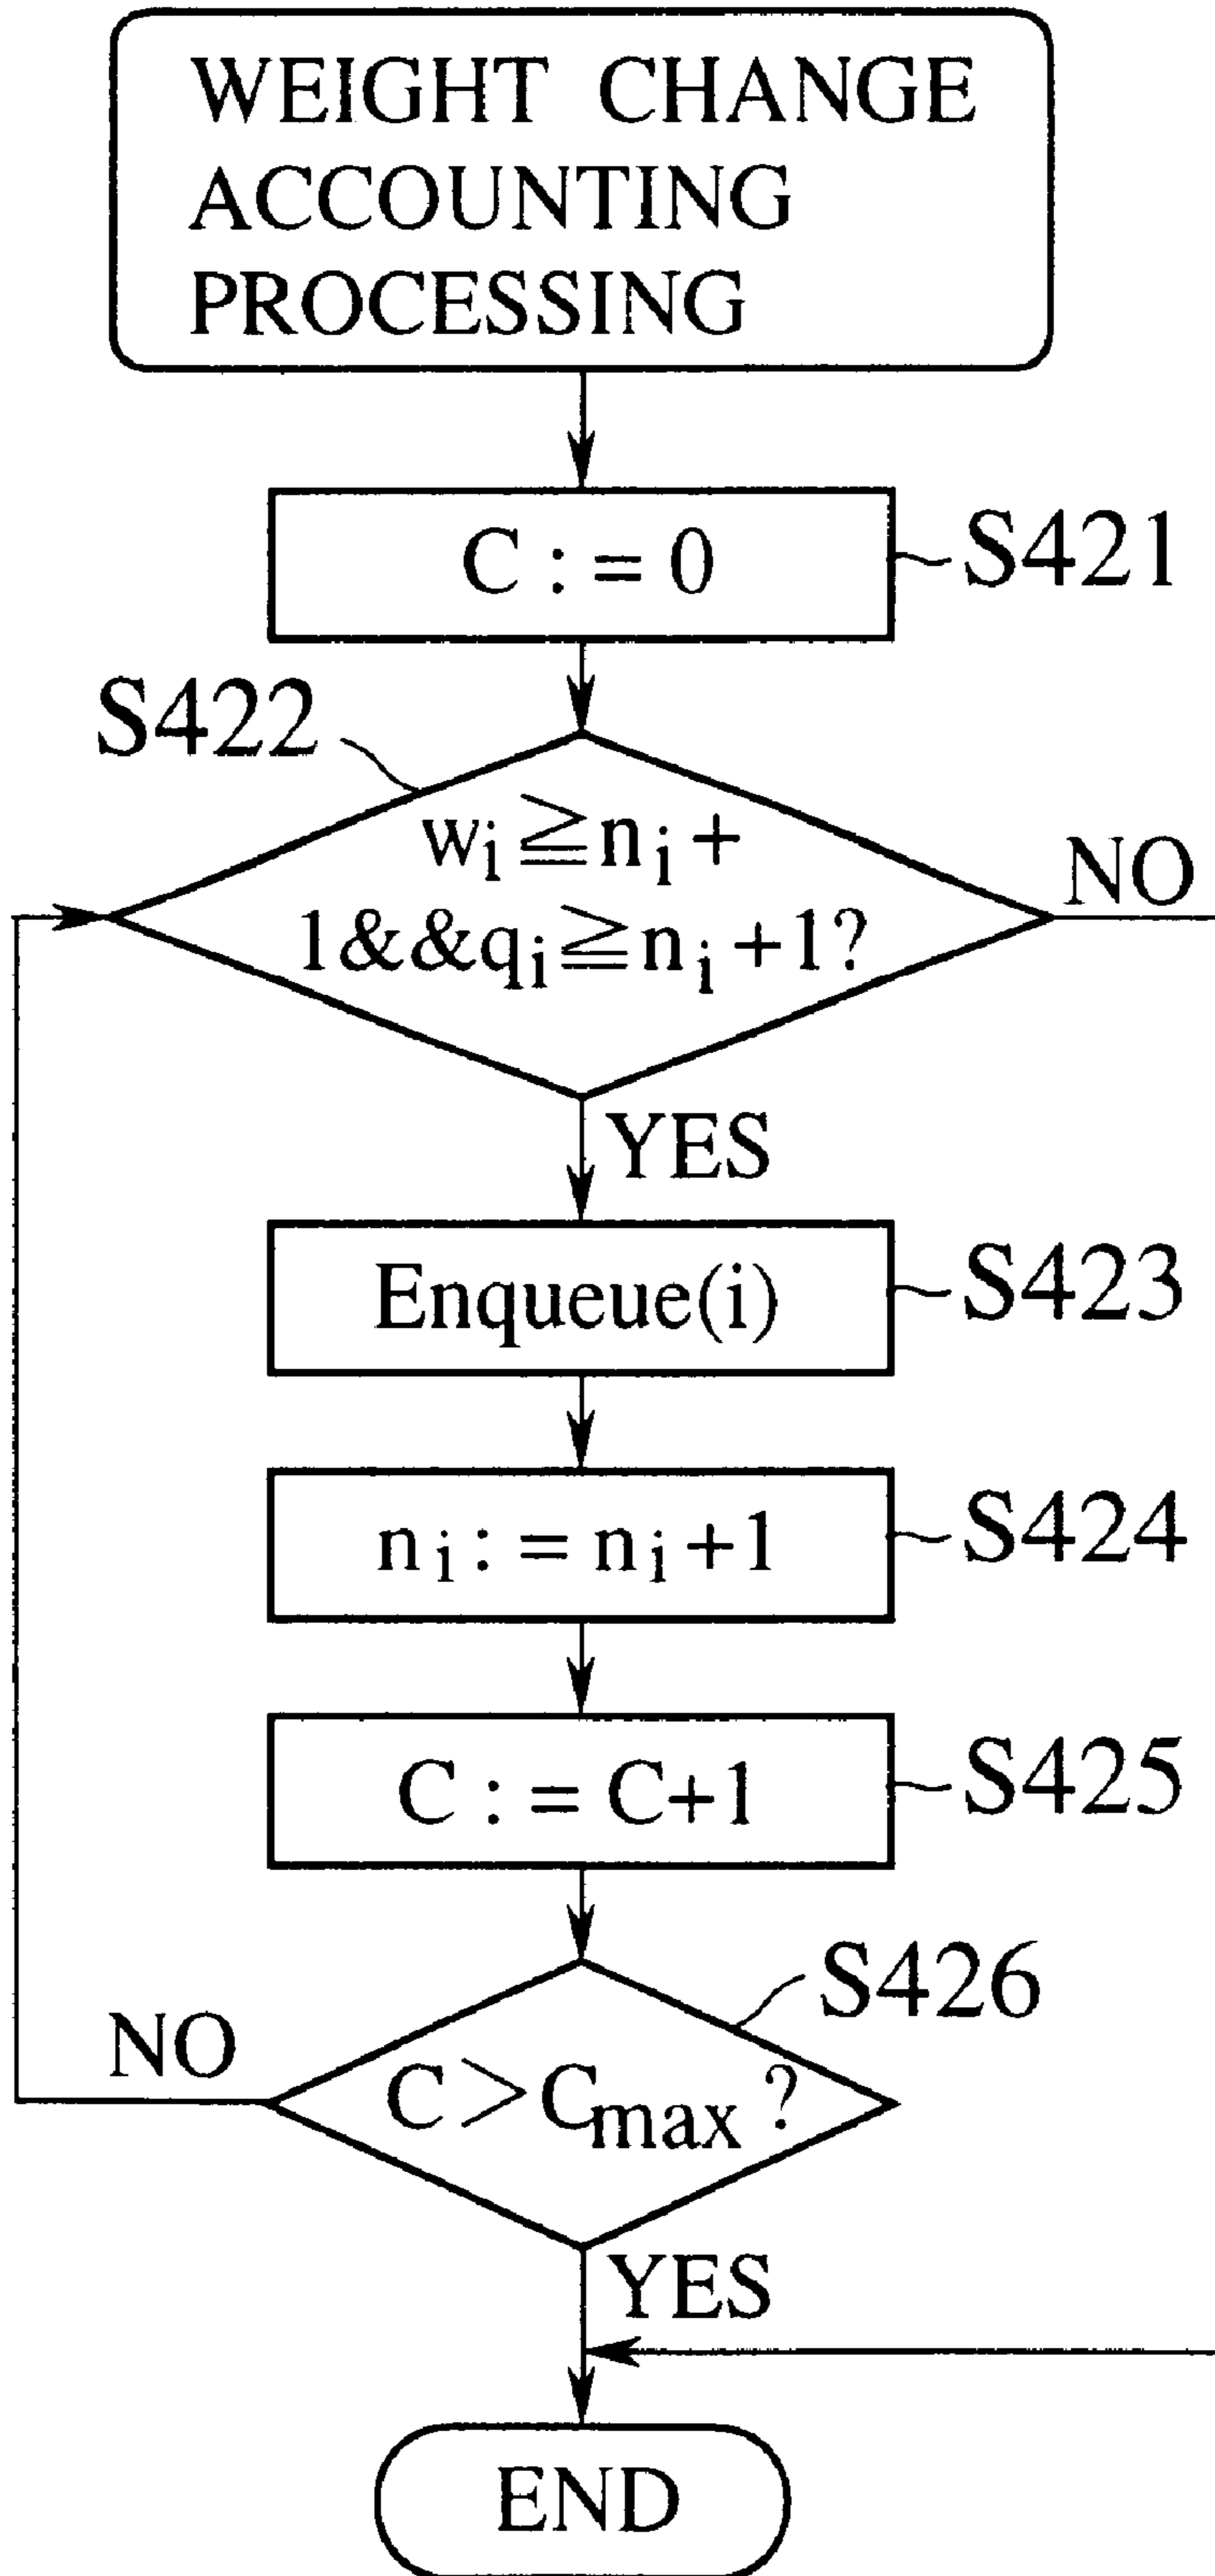 WEIGHT CHANGE
ACCOUNTING
PROCESSING
C : = 0
S421
S422
wi ≧ ni +
1&&qi ≧ ni +1?
NO
YES
Enqueue(i)
S423
ni : = ni +1
S424
C : = C+1
S425
S426
NO
C > Cmax ?
YES
END